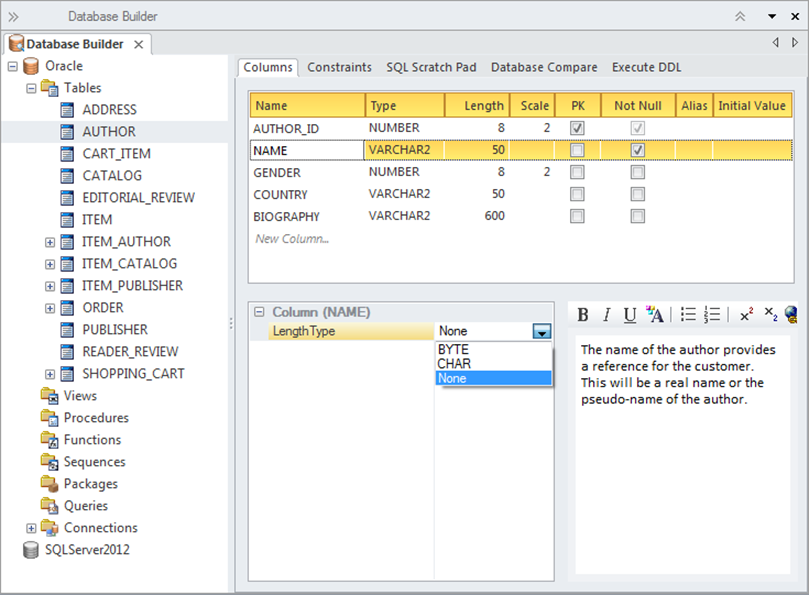 Database Builder
Database Builder
Oracle
Tables
ADDRESS
AUTHOR
CART_ITEM
CATALOG
EDITORIAL_REVIEW
ITEM
ITEM_AUTHOR
ITEM_CATALOG
ITEM_PUBLISHER
ORDER
PUBLISHER
READER_REVIEW
SHOPPING_CART
Views
Procedures
Functions
Sequences
Packages
Queries
Connections
SQLServer2012
Columns Constraints SQL Scratch Pad Database Compare Execute DDL
Name Type Length Scale PK Not Null Alias Initial Value
AUTHOR_ID NUMBER 8 2
NAME VARCHAR2 50
GENDER NUMBER 8 2
COUNTRY VARCHAR2 50
BIOGRAPHY VARCHAR2 600
New Column...
Column (NAME)
LengthType None
BYTE
CHAR
None
B I U A x² x₂
The name of the author provides
a reference for the customer.
This will be a real name or the
pseudo-name of the author.